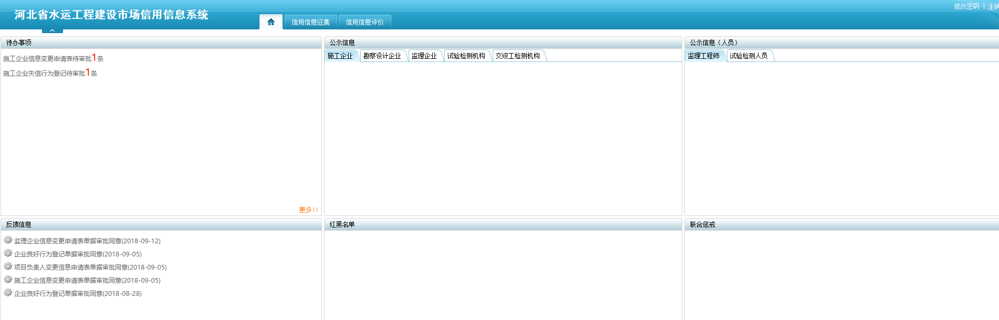 修改密码 | 注销
河北省水运工程建设市场信用信息系统
信用信息征集 信用信息评价
待办事项
施工企业信息变更申请表待审批1条
施工企业失信行为登记待审批1条
更多>>
公示信息
施工企业 勘察设计企业 监理企业 试验检测机构 交竣工检测机构
公示信息（人员）
监理工程师 试验检测人员
反馈信息
监理企业信息变更申请表单据审批同意(2018-09-12)
企业良好行为登记单据审批同意(2018-09-05)
项目负责人变更信息申请表单据审批同意(2018-09-05)
施工企业信息变更申请表单据审批同意(2018-09-05)
企业良好行为登记单据审批同意(2018-08-28)
红黑名单
联合惩戒